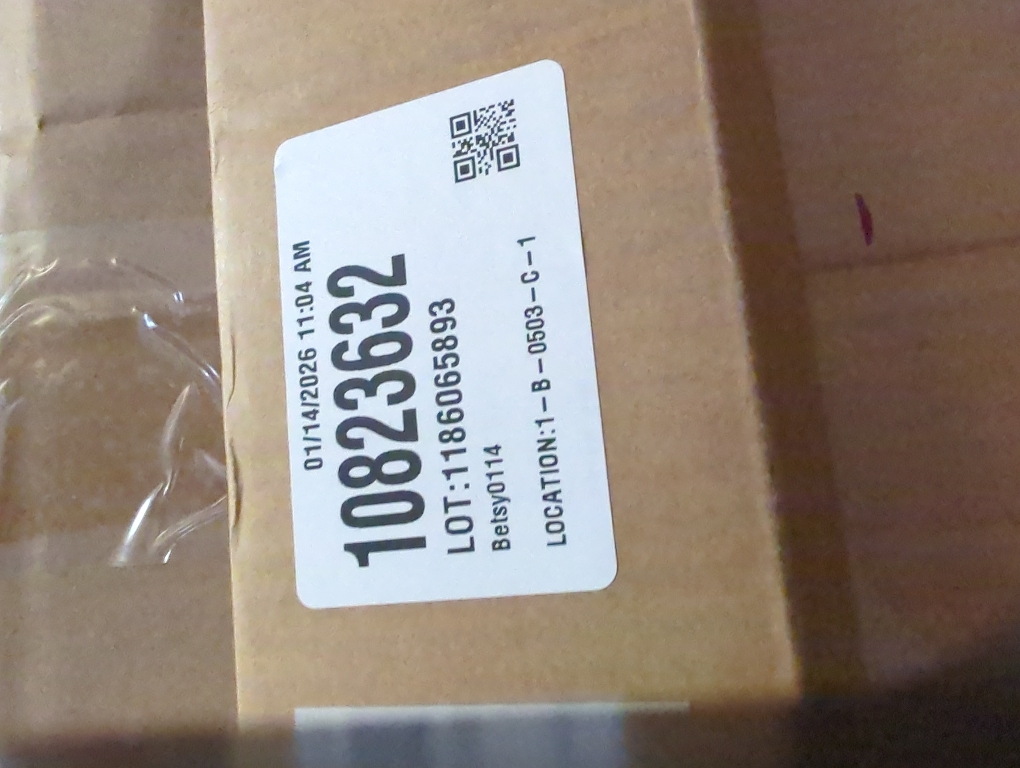 01/14/2026 11:04 AM
10823632
LOT:1186065893
Betsy0114
LOCATION:1-B-0503-C-1